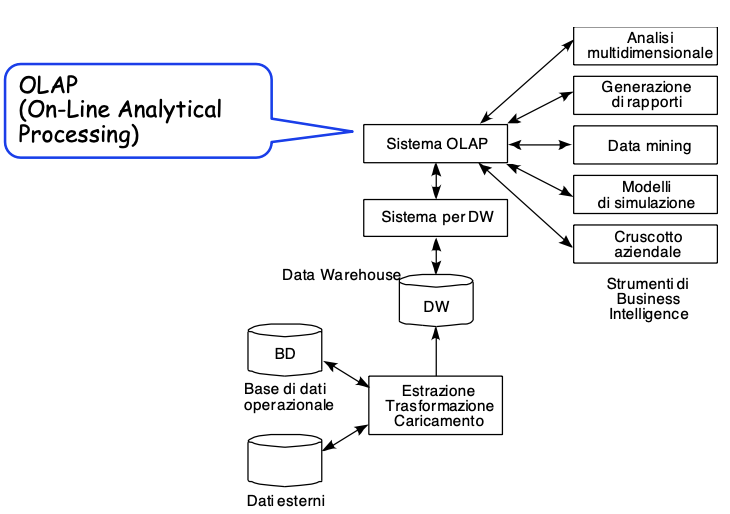 OLAP
(On-Line Analytical
Processing)
Analisi
multidimensionale
Generazione
di rapporti
Sistema OLAP
Data mining
Modelli
di simulazione
Sistema per DW
Cruscotto
aziendale
Data Warehouse
Strumenti di
Business
Intelligence
DW
BD
Base di dati
operazionale
Estrazione
Trasformazione
Caricamento
Dati esterni